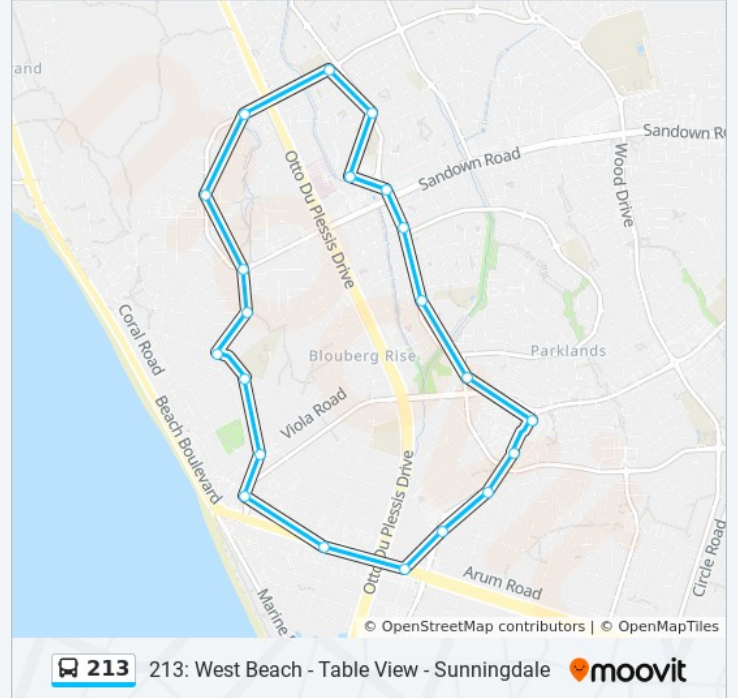 and
Sandown R
Sandown Road
Wood Drive
Otto Du Plessis Drive
Coral Road
Blouberg Rise
Parklands
Viola Road
Beach Boulevard
Otto Du Plessis Drive
Arum Road
Circle Road
Marine
© OpenStreetMap contributors | © OpenMapTiles
213 213: West Beach - Table View - Sunningdale moovit